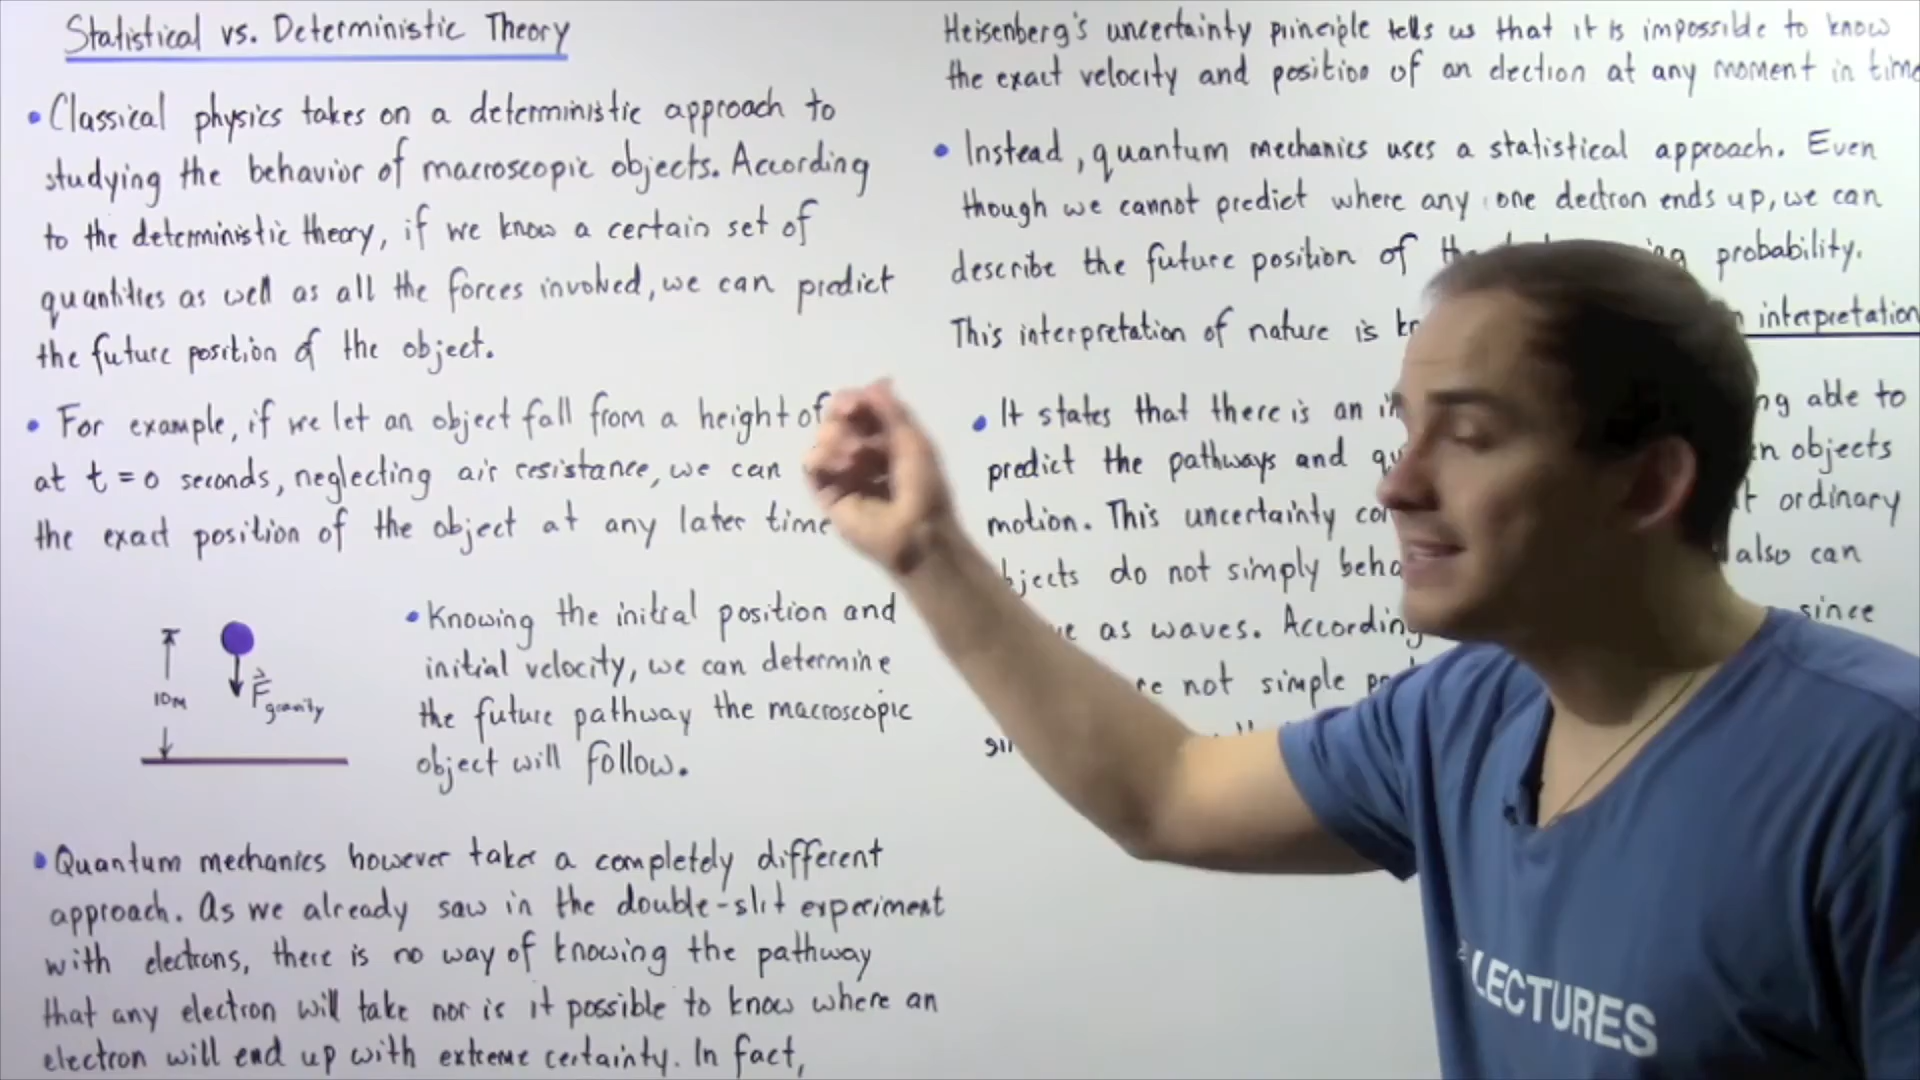 Statistical vs. Deterministic Theory
• Classical physics takes on a deterministic approach to
studying the behavior of macroscopic objects. According
to the deterministic theory, if we know a certain set of
quantities as well as all the forces involved, we can predict
the future position of the object.
• For example, if we let an object fall from a height of
at t = 0 seconds, neglecting air resistance, we can
the exact position of the object at any later time
10m
F gravity
• Knowing the initial position and
initial velocity, we can determine
the future pathway the macroscopic
object will follow.
• Quantum mechanics however takes a completely different
approach. As we already saw in the double-slit experiment
with electrons, there is no way of knowing the pathway
that any electron will take nor is it possible to know where an
electron will end up with extreme certainty. In fact,
Heisenberg's uncertainty principle tells us that it is impossible to know
the exact velocity and position of an electron at any moment in time
• Instead, quantum mechanics uses a statistical approach. Even
though we cannot predict where any one electron ends up, we can
describe the future position of probability.
This interpretation of nature is interpretation
• It states that there is an able to
predict the pathways and objects
motion. This uncertainty ordinary
do not simply also can
as waves. According since
not simple
LECTURES